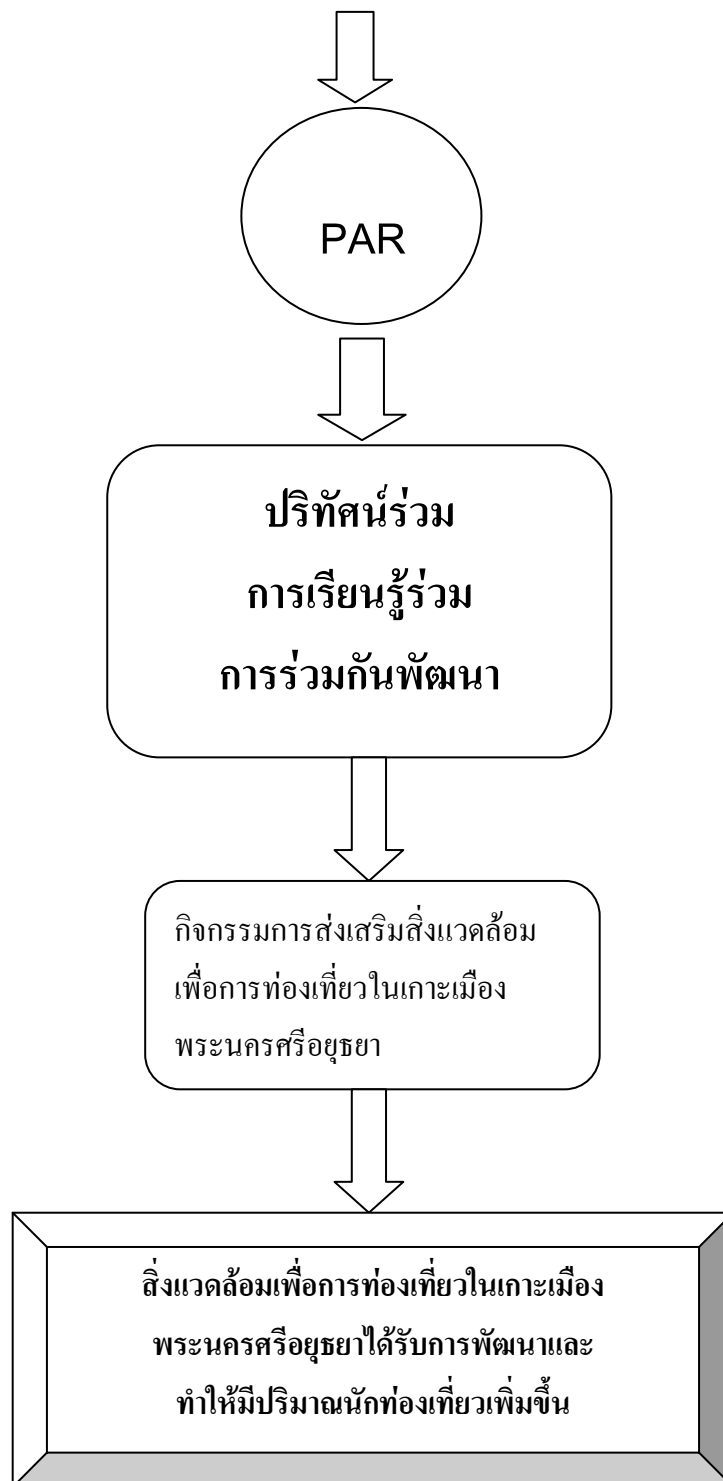 PAR
ปริทัศน์ร่วม
การเรียนรู้ร่วม
การร่วมกันพัฒนา
กิจกรรมการส่งเสริมสิ่งแวดล้อม
เพื่อการท่องเที่ยวในเกาะเมือง
พระนครศรีอยุธยา
สิ่งแวดล้อมเพื่อการท่องเที่ยวในเกาะเมือง
พระนครศรีอยุธยาได้รับการพัฒนาและ
ทำให้มีปริมาณนักท่องเที่ยวเพิ่มขึ้น